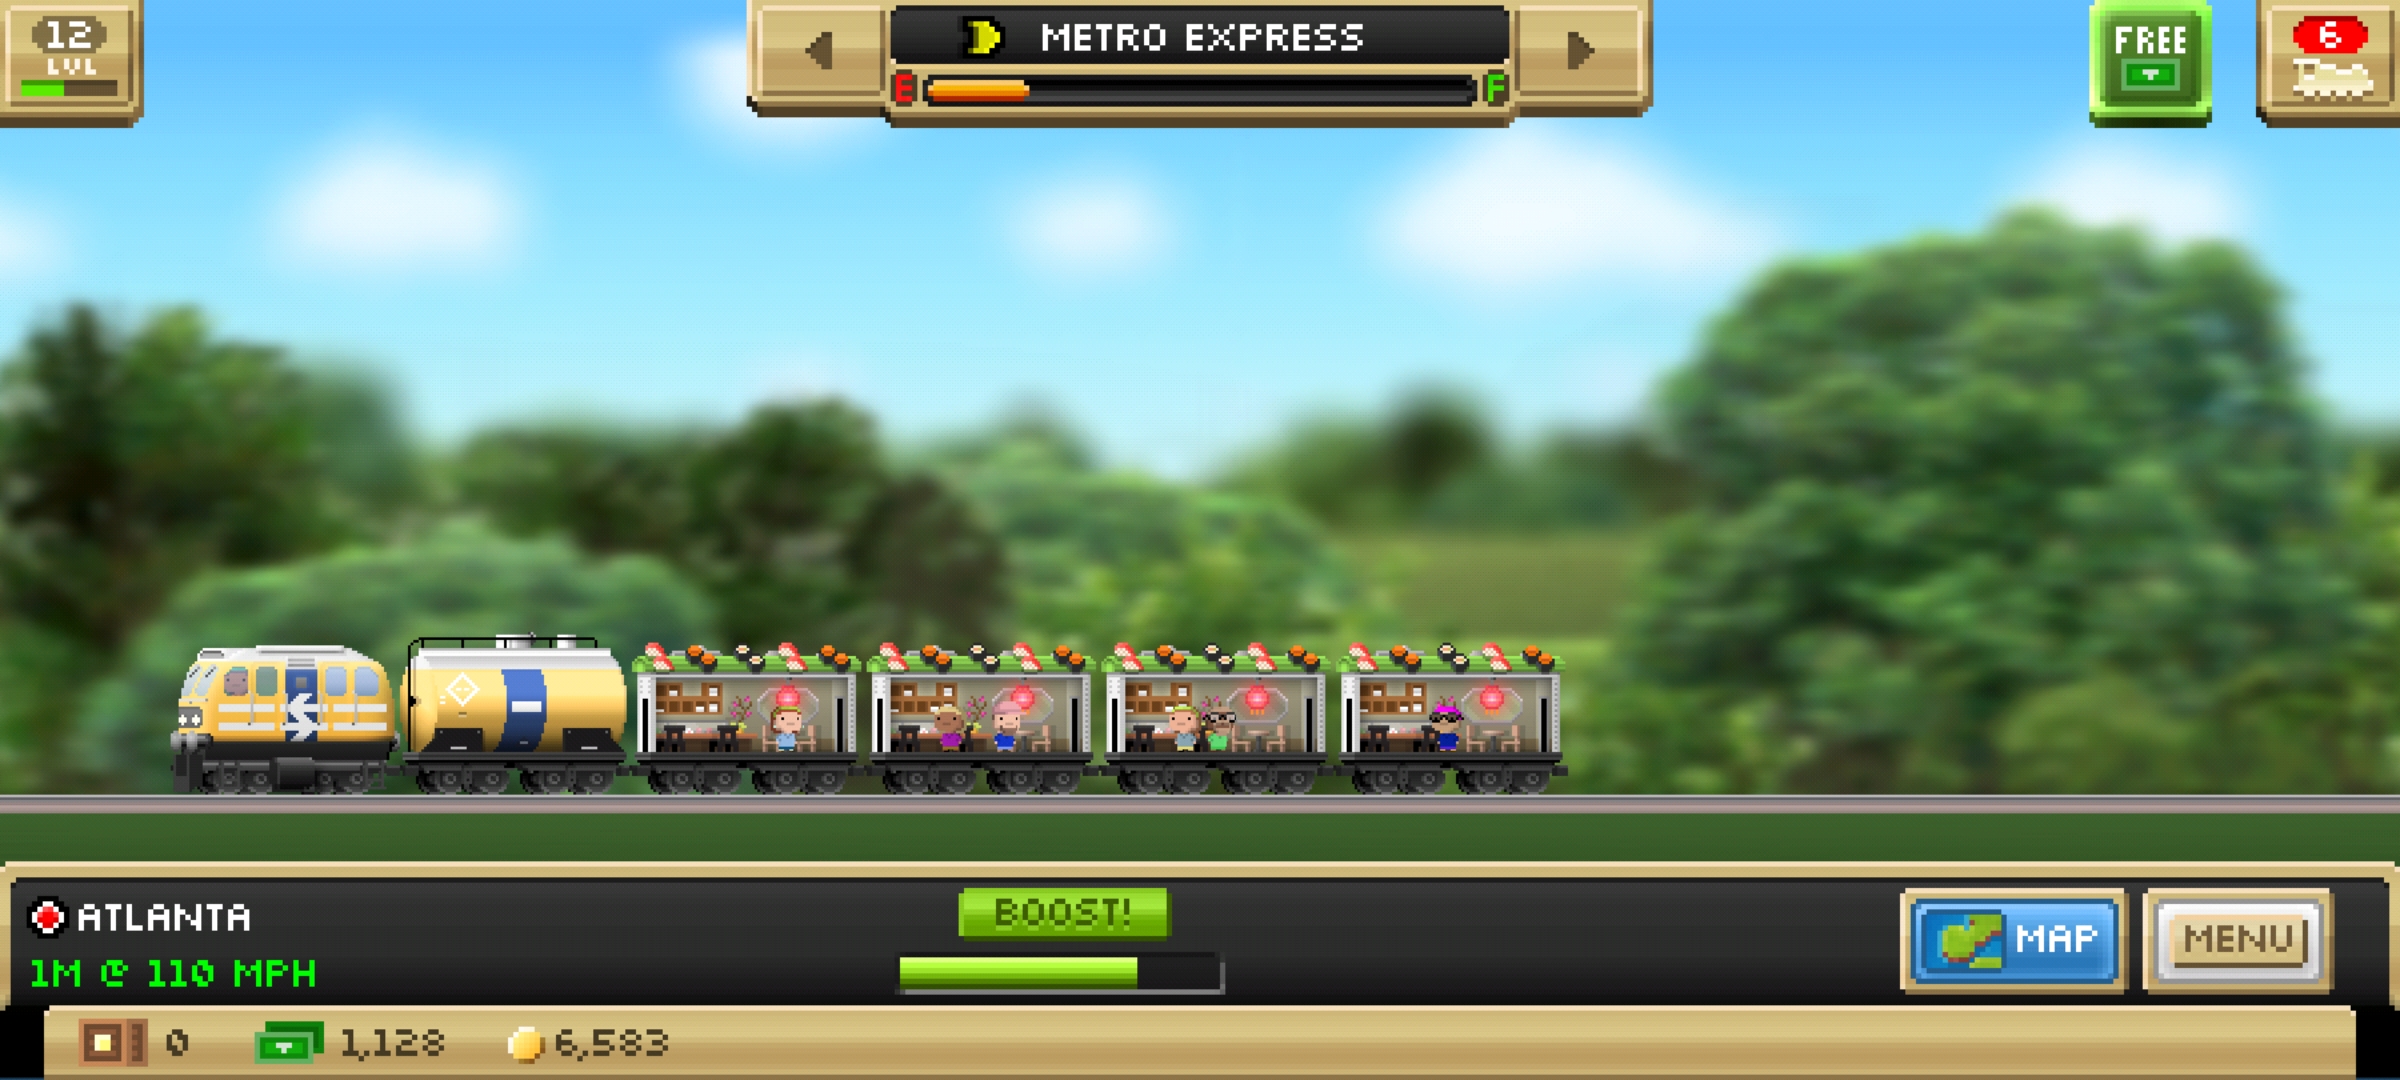 12
LVL
METRO EXPRESS
E F
FREE
6
ATLANTA
1M @ 110 MPH
BOOST!
MAP
MENU
0
1,128
6,583